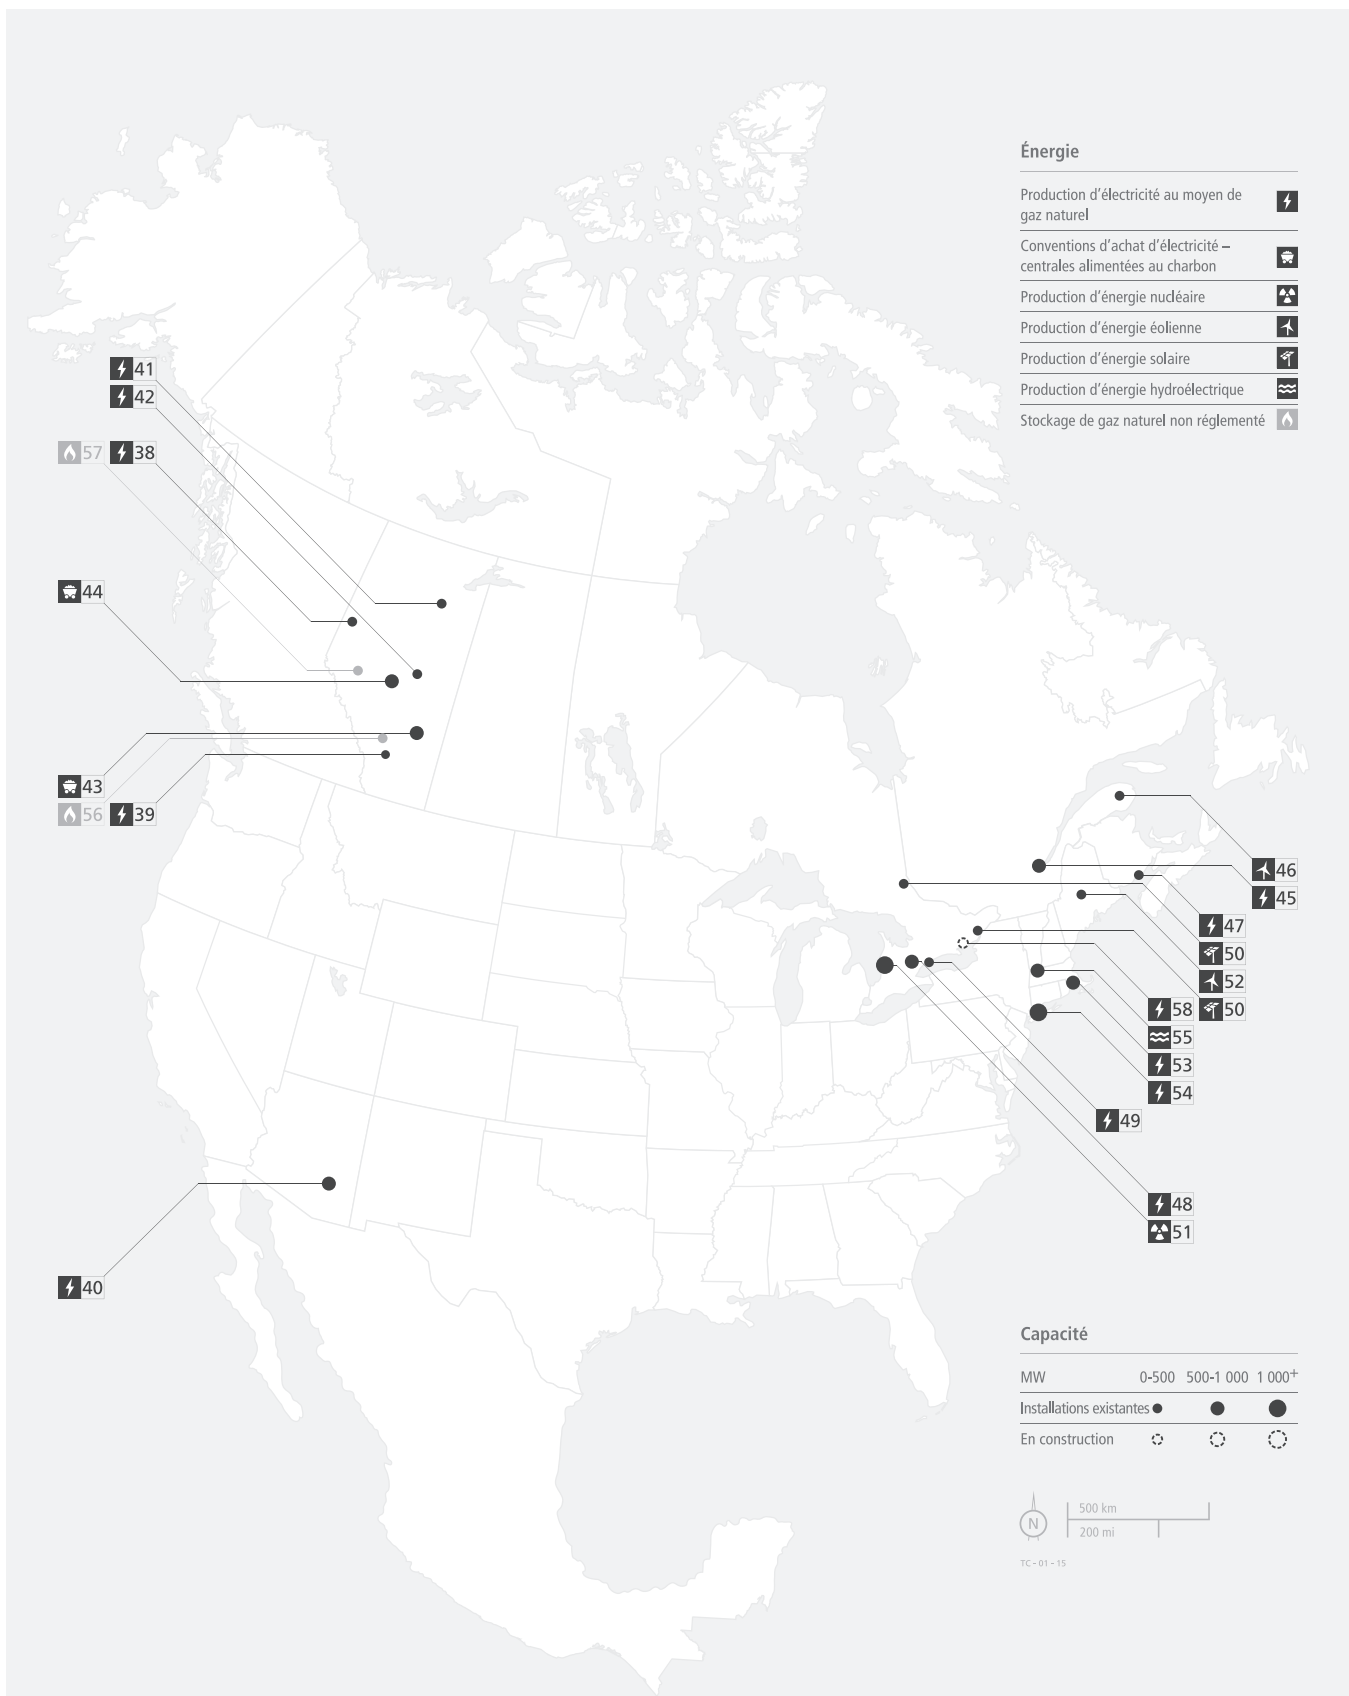 Énergie
Production d'électricité au moyen de
gaz naturel
Conventions d'achat d'électricité –
centrales alimentées au charbon
Production d'énergie nucléaire
Production d'énergie éolienne
Production d'énergie solaire
Production d'énergie hydroélectrique
Stockage de gaz naturel non réglementé
41
42
57 38
44
43
56 39
40
46
45
47
50
52
58 50
55
53
54
49
48
51
Capacité
MW 0-500 500-1 000 1 000+
Installations existantes
En construction
N
500 km
200 mi
TC - 01 - 15